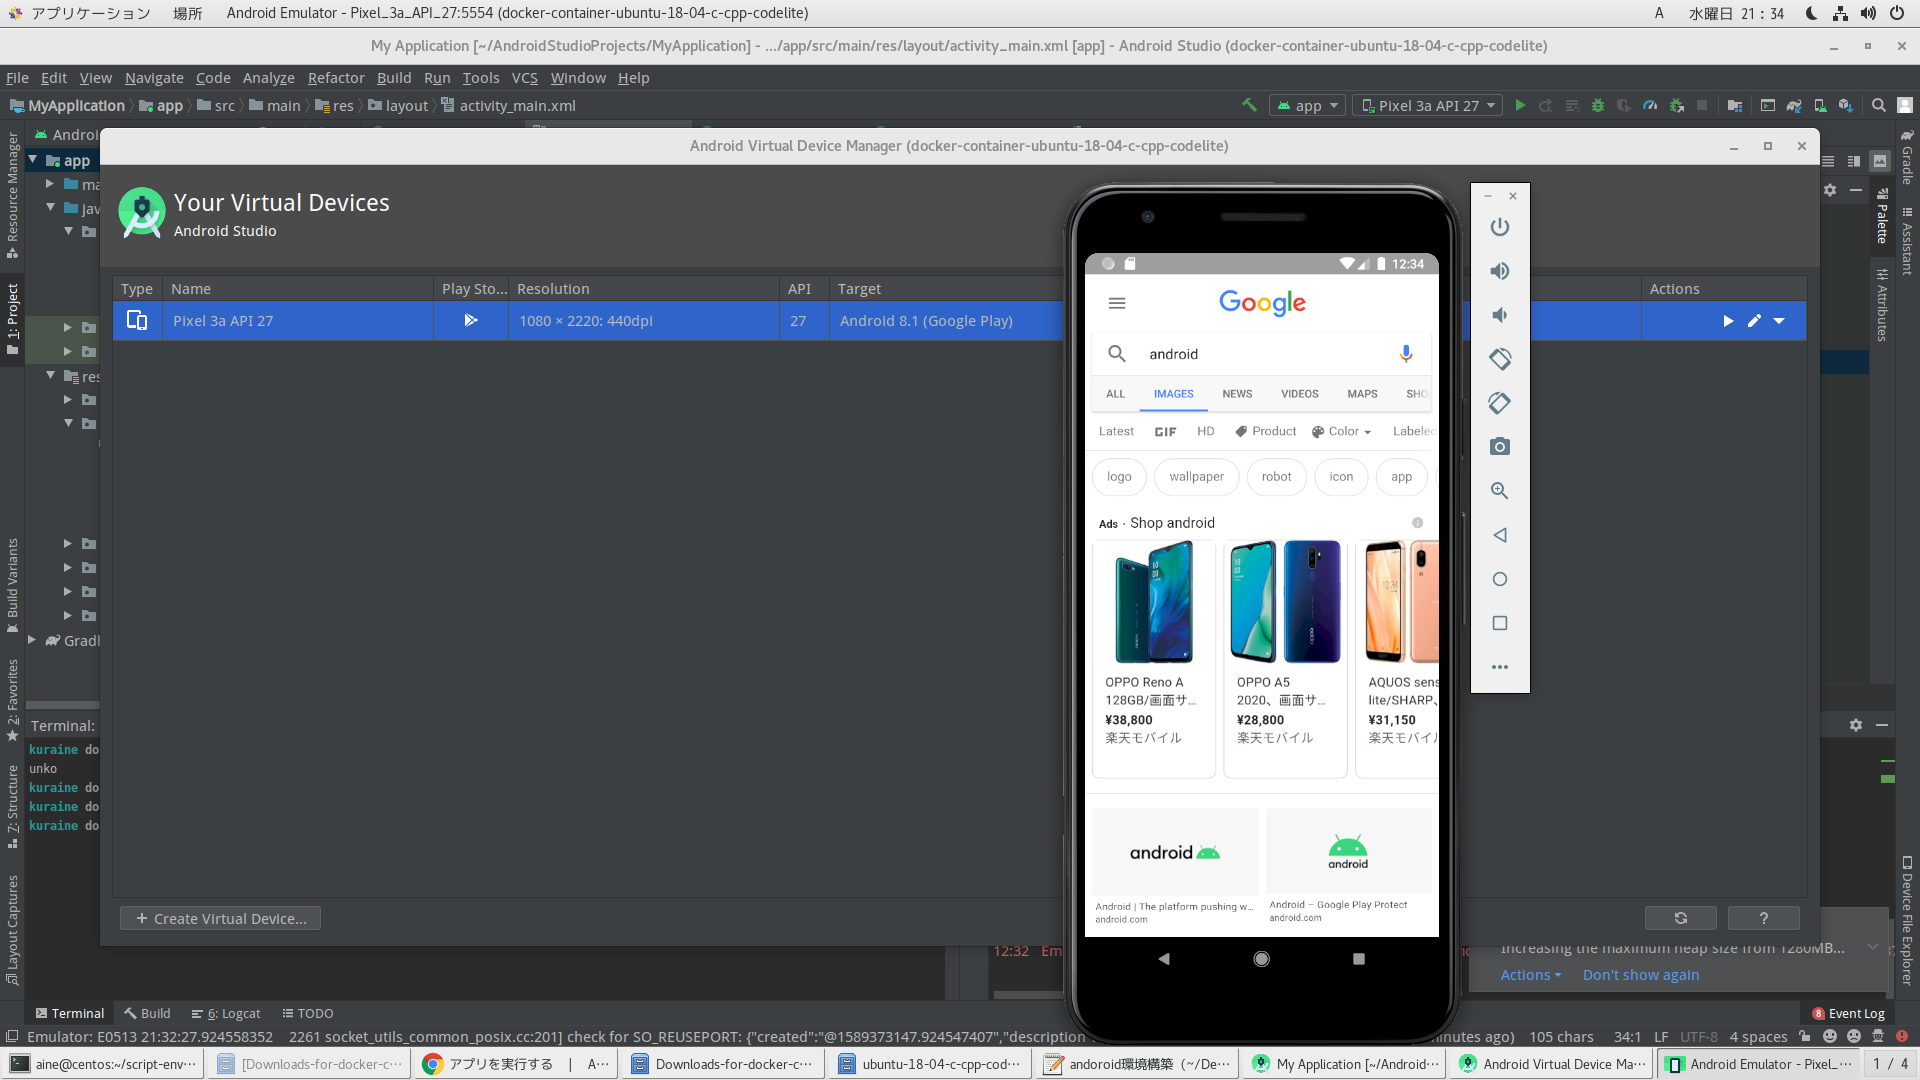 アプリケーション 場所 Android Emulator - Pixel_3a_API_27:5554 (docker-container-ubuntu-18-04-c-cpp-codelite) A 水曜日 21：34
My Application [~/AndroidStudioProjects/MyApplication] - .../app/src/main/res/layout/activity_main.xml [app] - Android Studio (docker-container-ubuntu-18-04-c-cpp-codelite)
File Edit View Navigate Code Analyze Refactor Build Run Tools VCS Window Help
MyApplication app src main res layout activity_main.xml app Pixel 3a API 27
Android Virtual Device Manager (docker-container-ubuntu-18-04-c-cpp-codelite)
Resource Manager
1: Project
Build Variants
2: Favorites
7: Structure
Layout Captures
app
res
Your Virtual Devices
Android Studio
Type Name Play Sto... Resolution API Target Actions
Pixel 3a API 27 1080 × 2220: 440dpi 27 Android 8.1 (Google Play)
+ Create Virtual Device...
?
12:34
Google
android
ALL IMAGES NEWS VIDEOS MAPS
Latest GIF HD Product Color
logo wallpaper robot icon app
Ads · Shop android
OPPO Reno A
128GB/画面サ...
¥38,800
楽天モバイル
OPPO A5
2020、画面サ...
¥28,800
楽天モバイル
AQUOS sens
lite/SHARP、
¥31,150
楽天モバイル
android
android
Android | The platform pushing w...
android.com
Android – Google Play Protect
android.com
Gradle
Palette
Assistant
Attributes
Device File Explorer
Terminal:
kuraine do
unko
kuraine do
kuraine do
kuraine do
12:32 Em
Increasing the maximum heap size from 1280MB...
Actions Don't show again
Terminal Build 6: Logcat TODO 8 Event Log
Emulator: E0513 21:32:27.924558352 2261 socket_utils_common_posix.cc:201] check for SO_REUSEPORT: {"created":"@1589373147.924547407","description minutes ago) 105 chars 34:1 LF UTF-8 4 spaces
aine@centos:~/script-env··· [Downloads-for-docker-c··· アプリを実行する | A··· Downloads-for-docker-c··· ubuntu-18-04-c-cpp-cod··· andoroid環境構築（~/De··· My Application [~/Android··· Android Virtual Device Ma··· Android Emulator - Pixel_··· 1 / 4